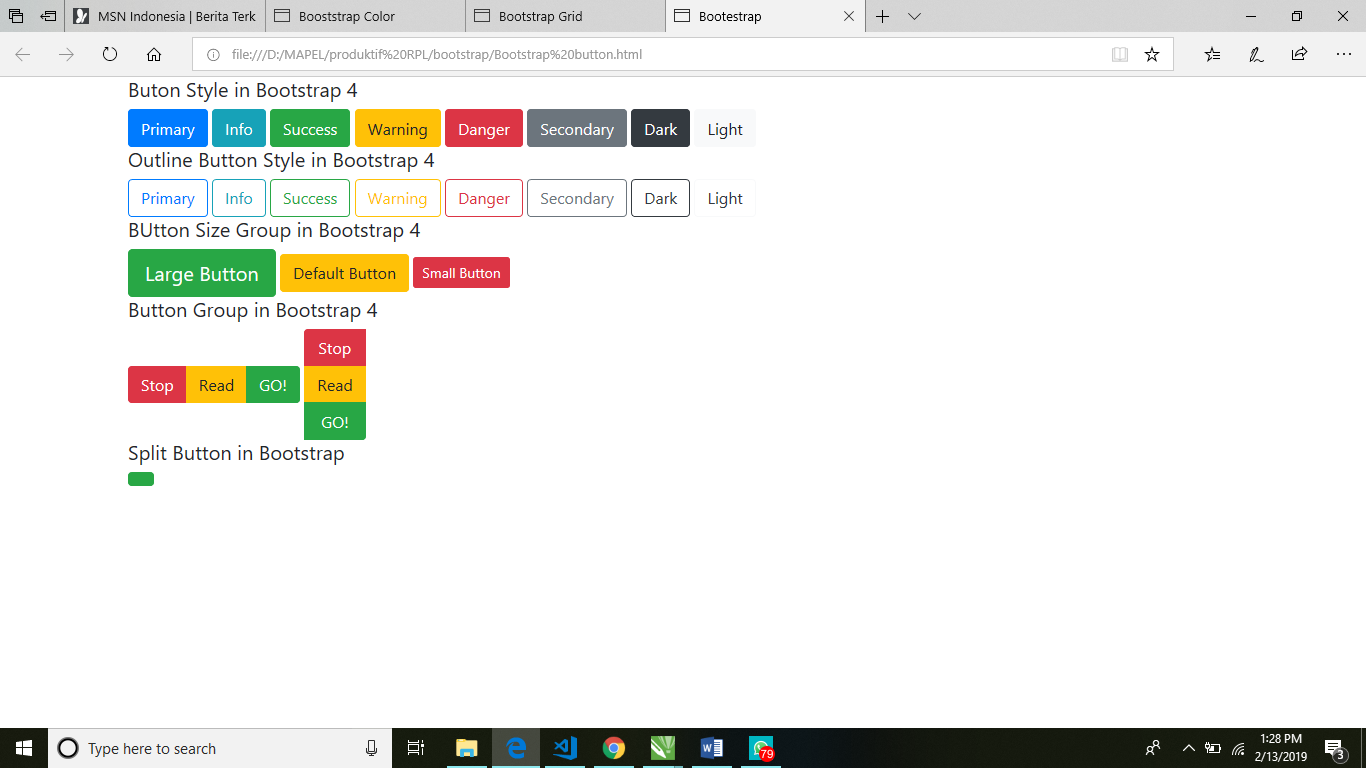 MSN Indonesia | Berita Terk
Booststrap Color
Bootstrap Grid
Bootestrap
file:///D:/MAPEL/produktif%20RPL/bootstrap/Bootstrap%20button.html
Buton Style in Bootstrap 4
Primary Info Success Warning Danger Secondary Dark Light
Outline Button Style in Bootstrap 4
Primary Info Success Warning Danger Secondary Dark Light
BUtton Size Group in Bootstrap 4
Large Button Default Button Small Button
Button Group in Bootstrap 4
Stop
Stop Read GO! Read
GO!
Split Button in Bootstrap
Type here to search
79
1:28 PM
2/13/2019
3